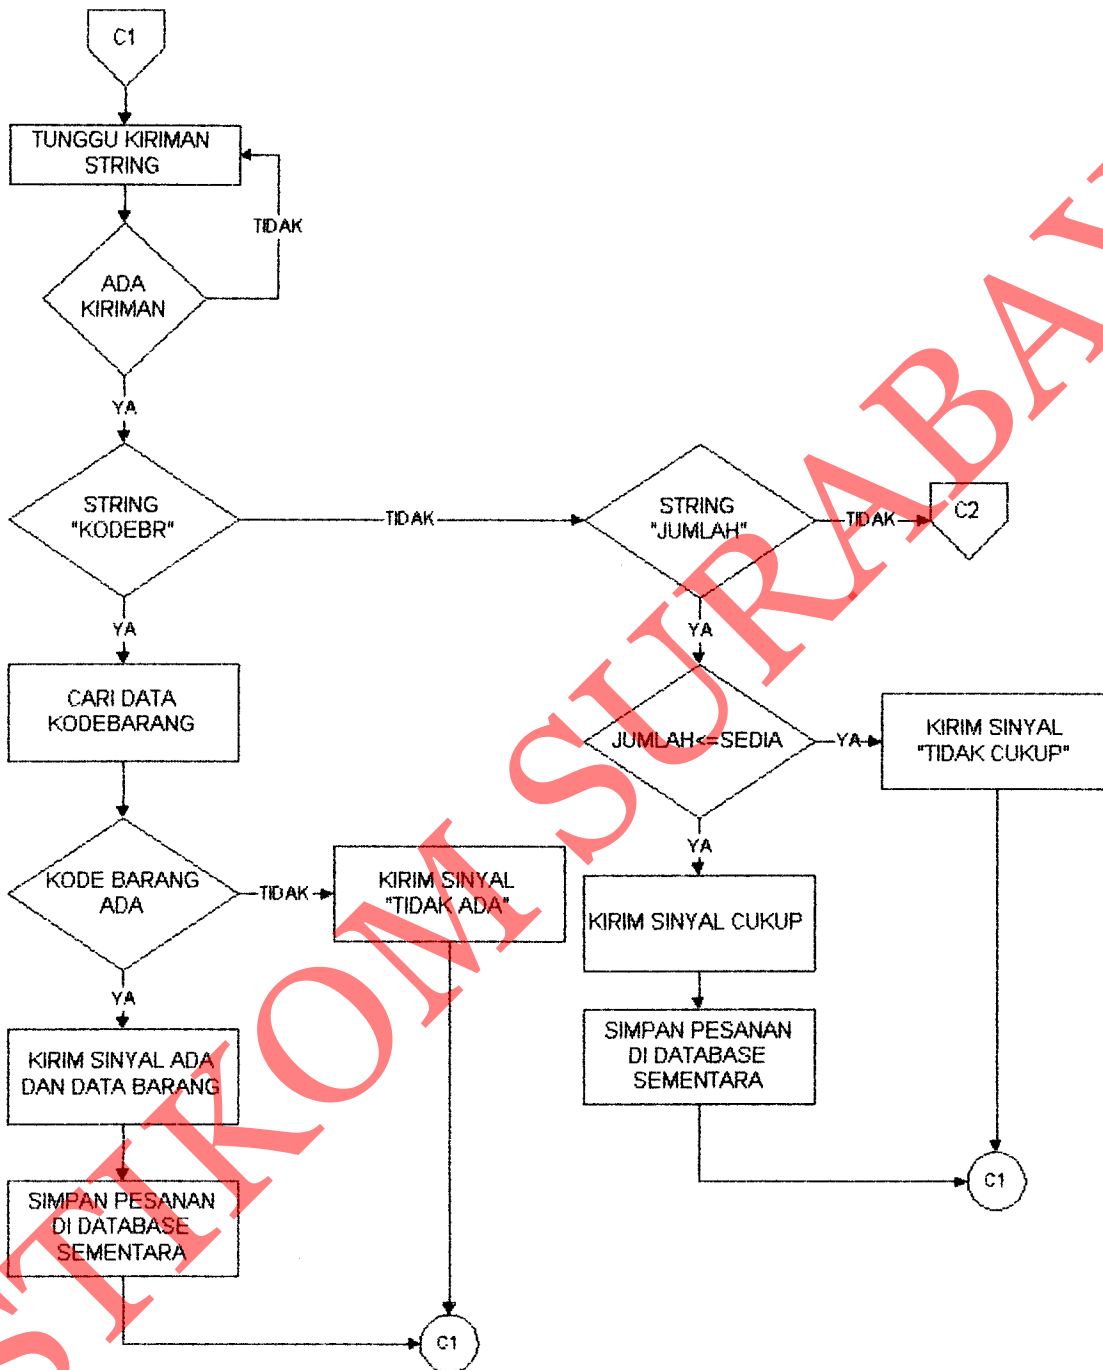 C1
TUNGGU KIRIMAN
STRING
TIDAK
ADA
KIRIMAN
YA
STRING
"KODEBR"
TIDAK
STRING
"JUMLAH"
TIDAK
C2
YA
YA
CARI DATA
KODEBARANG
JUMLAH<=SEDIA
YA
KIRIM SINYAL
"TIDAK CUKUP"
YA
KODE BARANG
ADA
TIDAK
KIRIM SINYAL
"TIDAK ADA"
KIRIM SINYAL CUKUP
YA
KIRIM SINYAL ADA
DAN DATA BARANG
SIMPAN PESANAN
DI DATABASE
SEMENTARA
SIMPAN PESANAN
DI DATABASE
SEMENTARA
C1
C1
STIKOM SURABAY